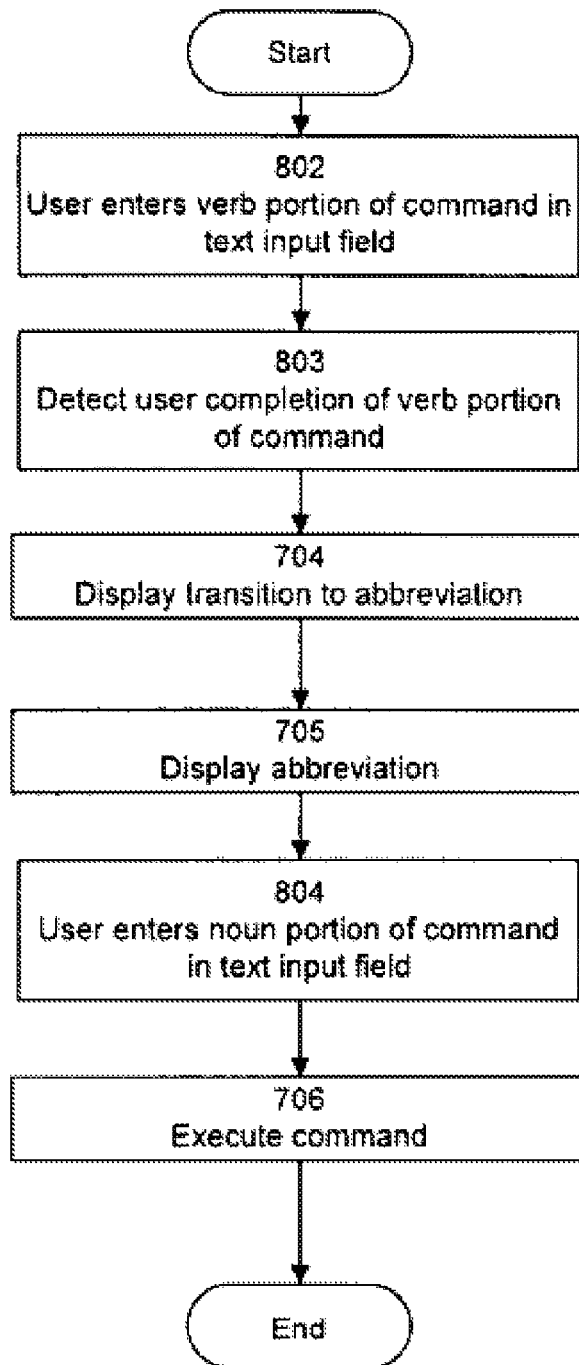 Start
802
User enters verb portion of command in
text input field
803
Detect user completion of verb portion
of command
704
Display transition to abbreviation
705
Display abbreviation
804
User enters noun portion of command
in text input field
706
Execute command
End